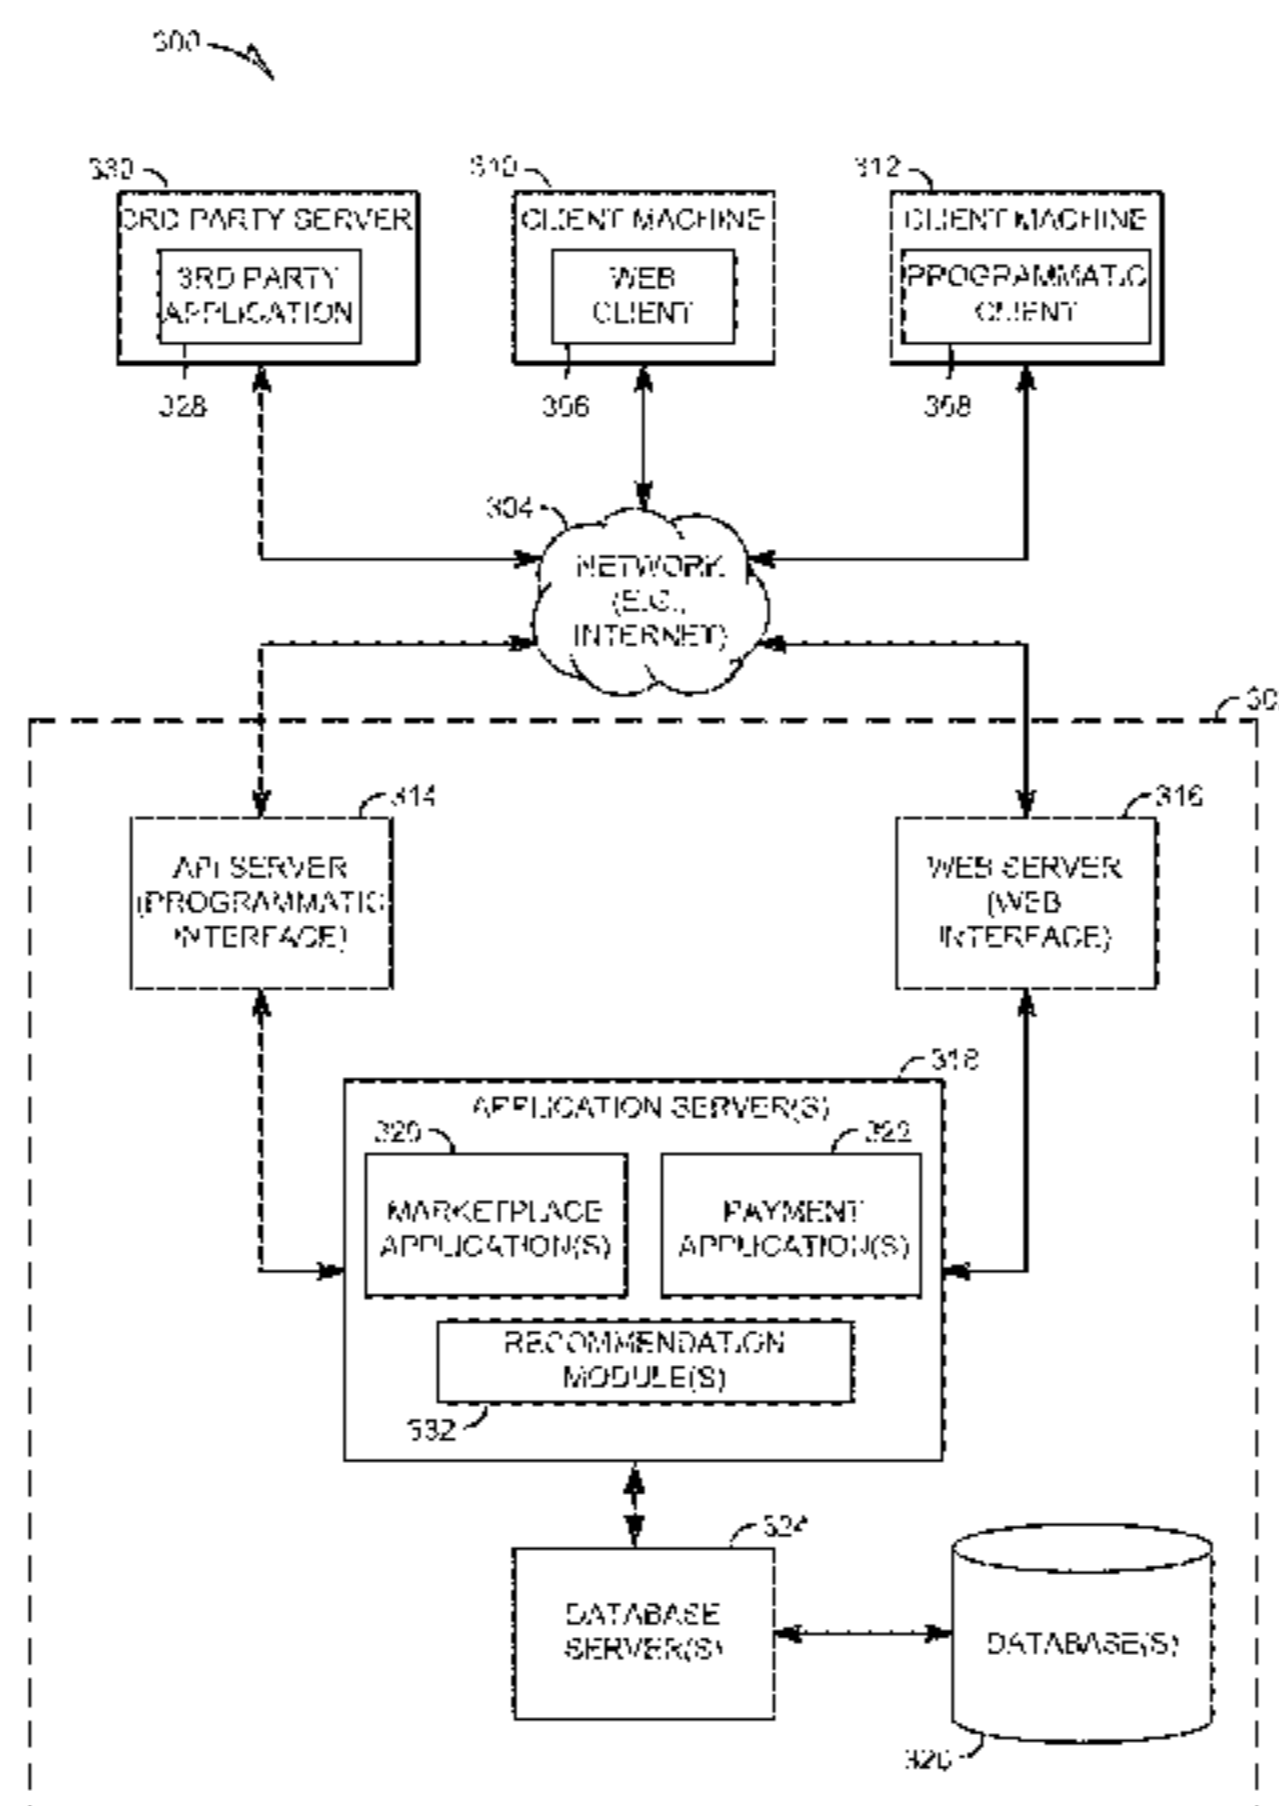 300
330
310
312
3RD PARTY SERVER
CLIENT MACHINE
CLIENT MACHINE
3RD PARTY
APPLICATION
WEB
CLIENT
PROGRAMMATIC
CLIENT
328
304
NETWORK
(E.G.,
INTERNET)
30
314
316
API SERVER
(PROGRAMMATIC
INTERFACE)
WEB SERVER
(WEB
INTERFACE)
318
APPLICATION SERVER(S)
320
322
MARKETPLACE
APPLICATION(S)
PAYMENT
APPLICATION(S)
RECOMMENDATION
MODULE(S)
332
324
DATABASE
SERVER(S)
DATABASE(S)
326